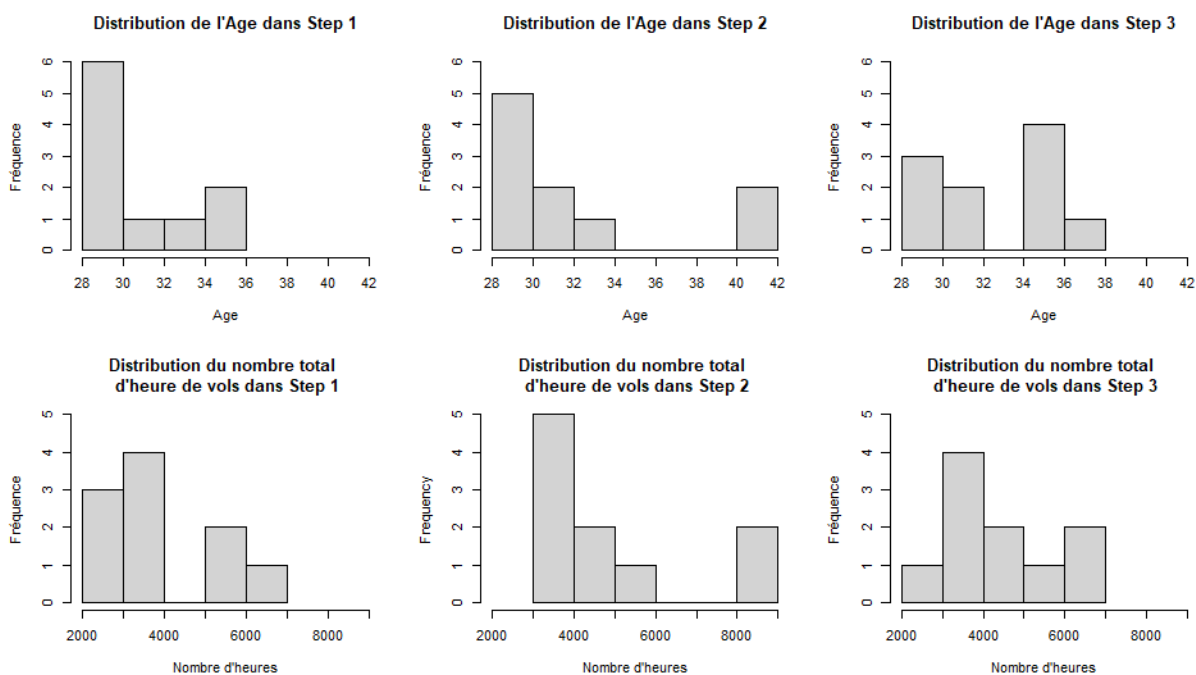 Distribution de l'Age dans Step 1
6
5
4
3
2
1
0
Fréquence
28 30 32 34 36 38 40 42
Age
Distribution de l'Age dans Step 2
6
5
4
3
2
1
0
Fréquence
28 30 32 34 36 38 40 42
Age
Distribution de l'Age dans Step 3
6
5
4
3
2
1
0
Fréquence
28 30 32 34 36 38 40 42
Age
Distribution du nombre total
d'heure de vols dans Step 1
5
4
3
2
1
0
Fréquence
2000 4000 6000 8000
Nombre d'heures
Distribution du nombre total
d'heure de vols dans Step 2
5
4
3
2
1
0
Frequency
2000 4000 6000 8000
Nombre d'heures
Distribution du nombre total
d'heure de vols dans Step 3
5
4
3
2
1
0
Fréquence
2000 4000 6000 8000
Nombre d'heures